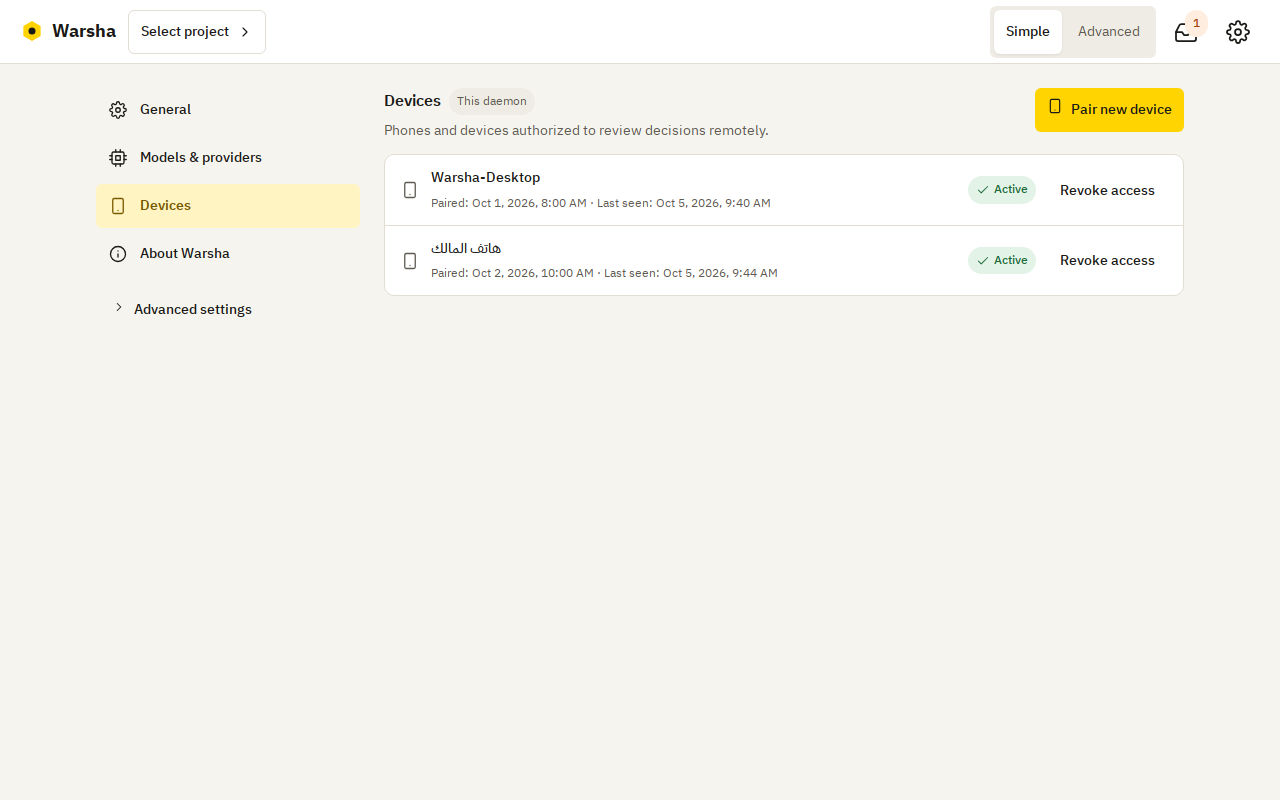 Warsha
Select project
Simple
Advanced
1
General
Models & providers
Devices
About Warsha
Advanced settings
Devices
This daemon
Phones and devices authorized to review decisions remotely.
Pair new device
Warsha-Desktop
Paired: Oct 1, 2026, 8:00 AM · Last seen: Oct 5, 2026, 9:40 AM
Active
Revoke access
هاتف المالك
Paired: Oct 2, 2026, 10:00 AM · Last seen: Oct 5, 2026, 9:44 AM
Active
Revoke access